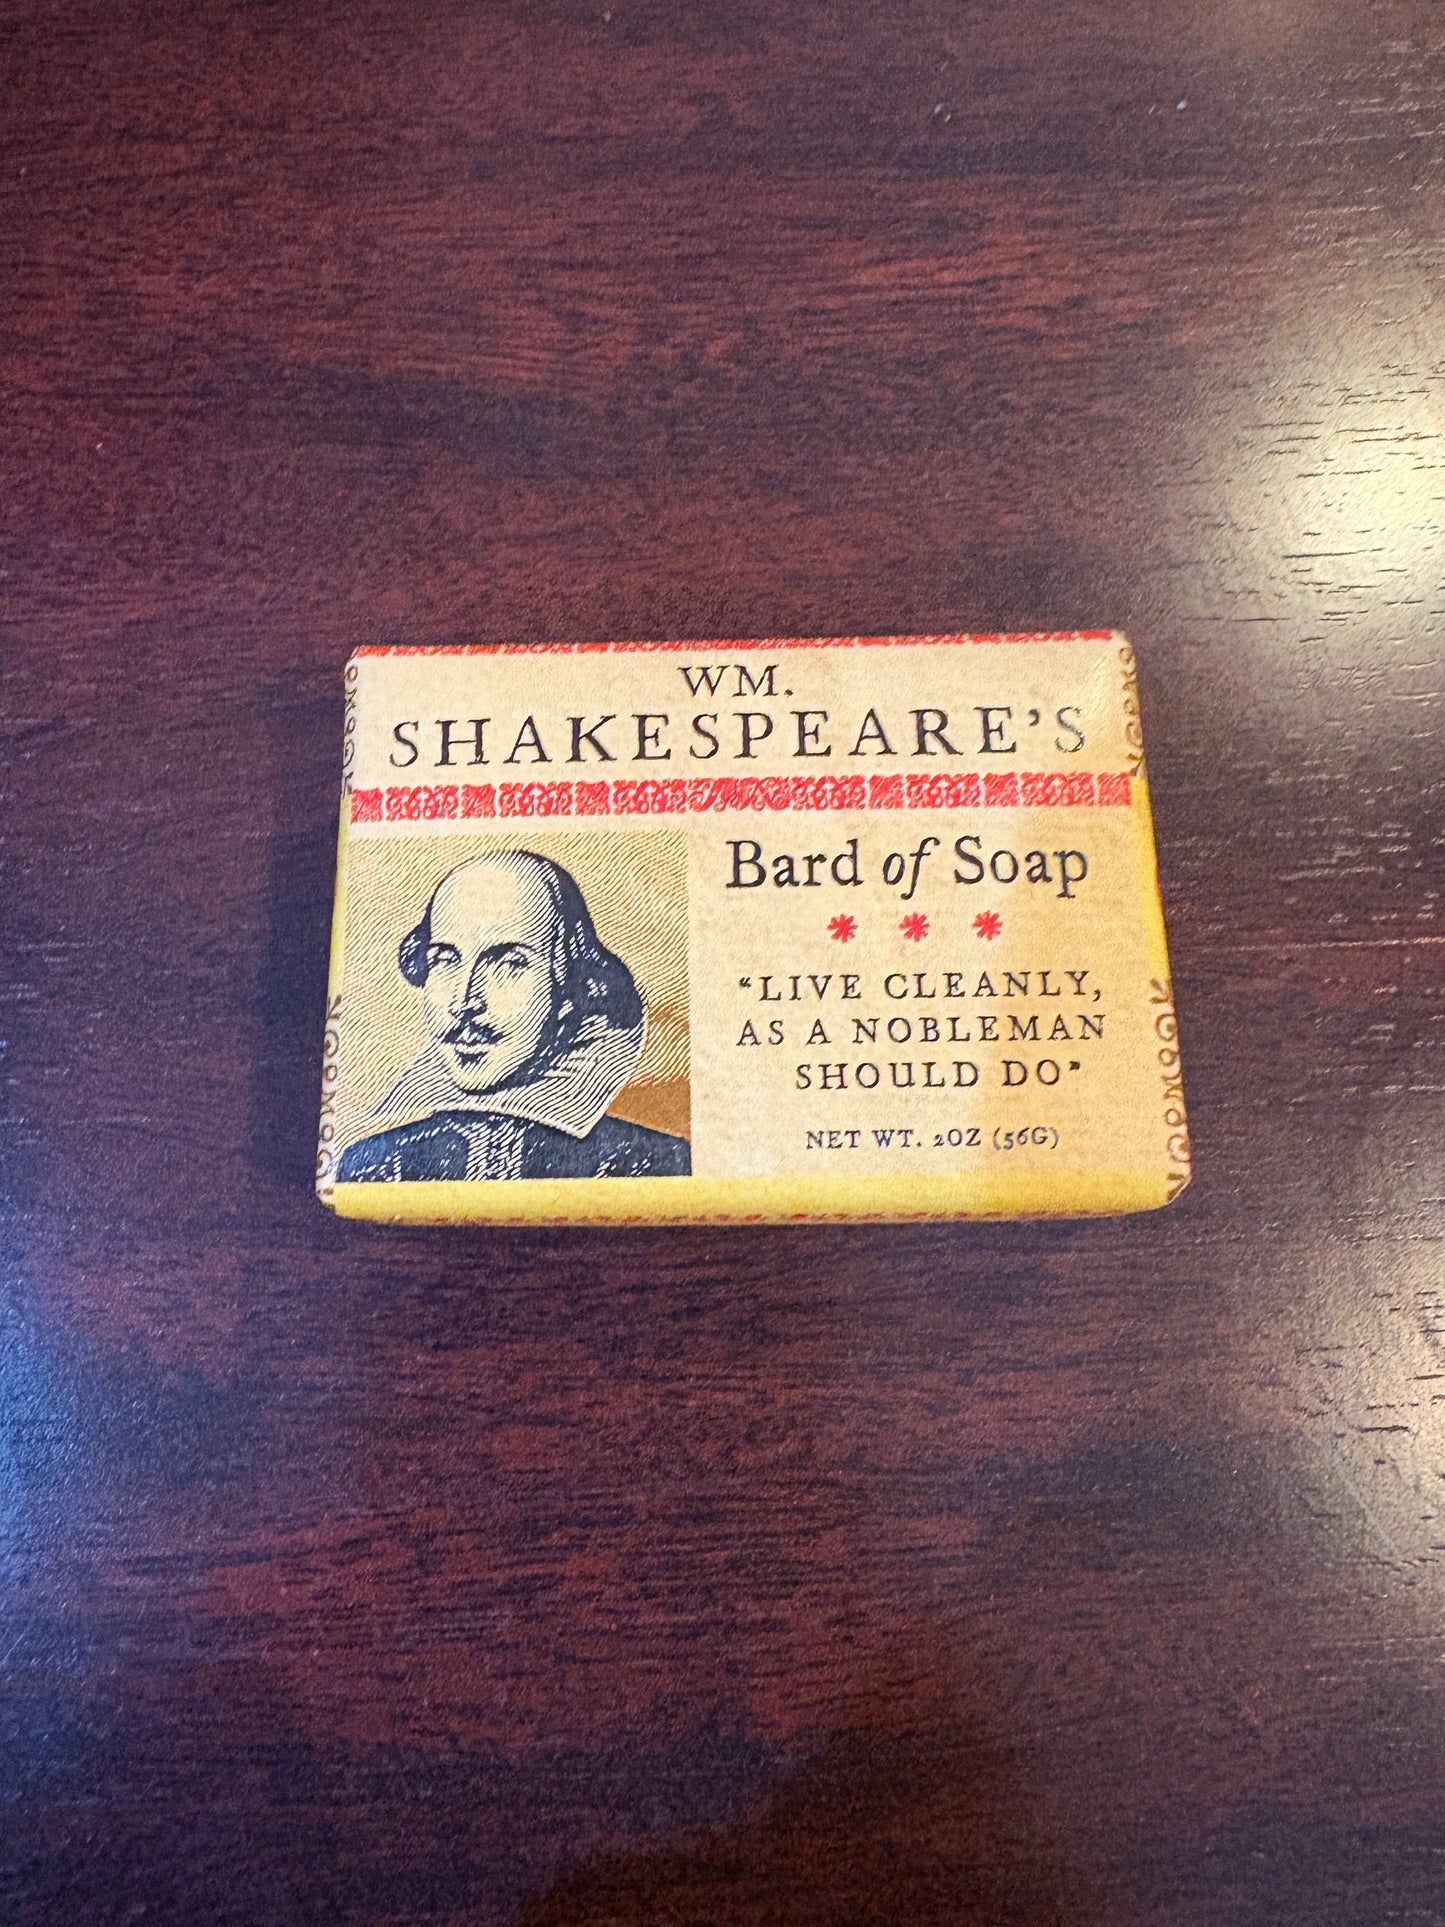 WM.
SHAKESPEARE'S
Bard of Soap
* * *
"LIVE CLEANLY,
AS A NOBLEMAN
SHOULD DO"
NET WT. 2OZ (56G)